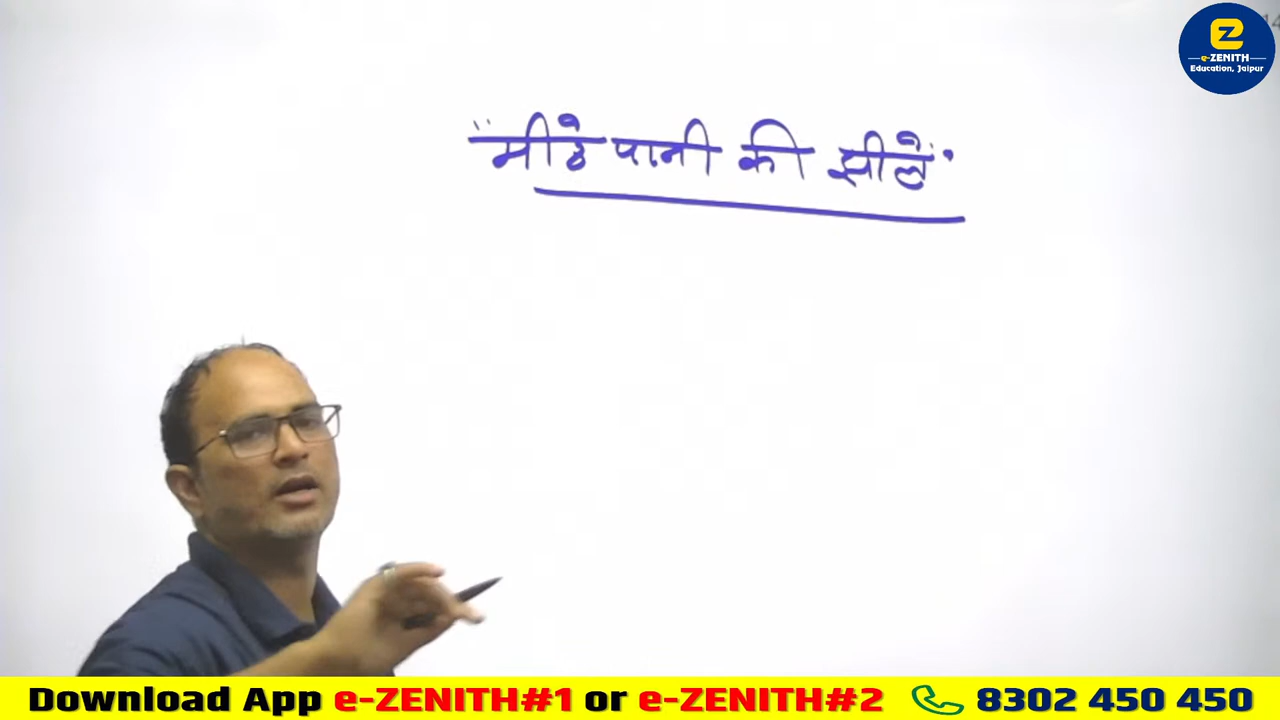 "मीठे पानी की झीलें"
e-ZENITH
Education, Jaipur
Download App e-ZENITH#1 or e-ZENITH#2 8302 450 450